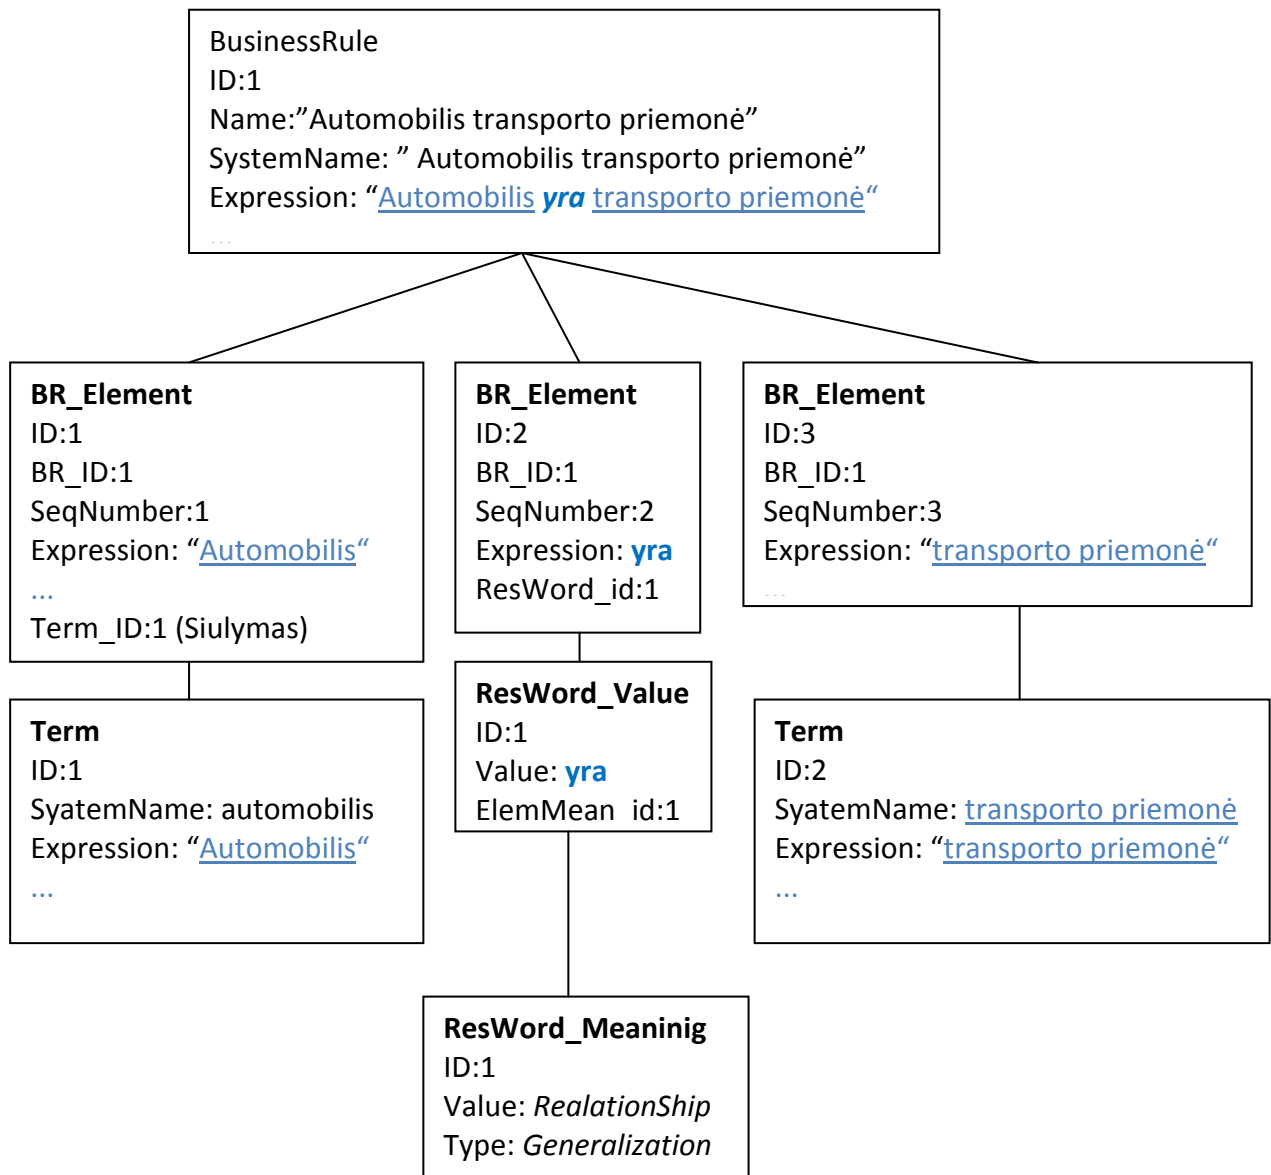 BusinessRule
ID:1
Name:”Automobilis transporto priemonė”
SystemName: ” Automobilis transporto priemonė”
Expression: “Automobilis yra transporto priemonė“
...
BR_Element
ID:1
BR_ID:1
SeqNumber:1
Expression: “Automobilis“
...
Term_ID:1 (Siulymas)
BR_Element
ID:2
BR_ID:1
SeqNumber:2
Expression: yra
ResWord_id:1
BR_Element
ID:3
BR_ID:1
SeqNumber:3
Expression: “transporto priemonė“
...
Term
ID:1
SyatemName: automobilis
Expression: “Automobilis“
...
ResWord_Value
ID:1
Value: yra
ElemMean_id:1
Term
ID:2
SyatemName: transporto priemonė
Expression: “transporto priemonė“
...
ResWord_Meaninig
ID:1
Value: RealationShip
Type: Generalization